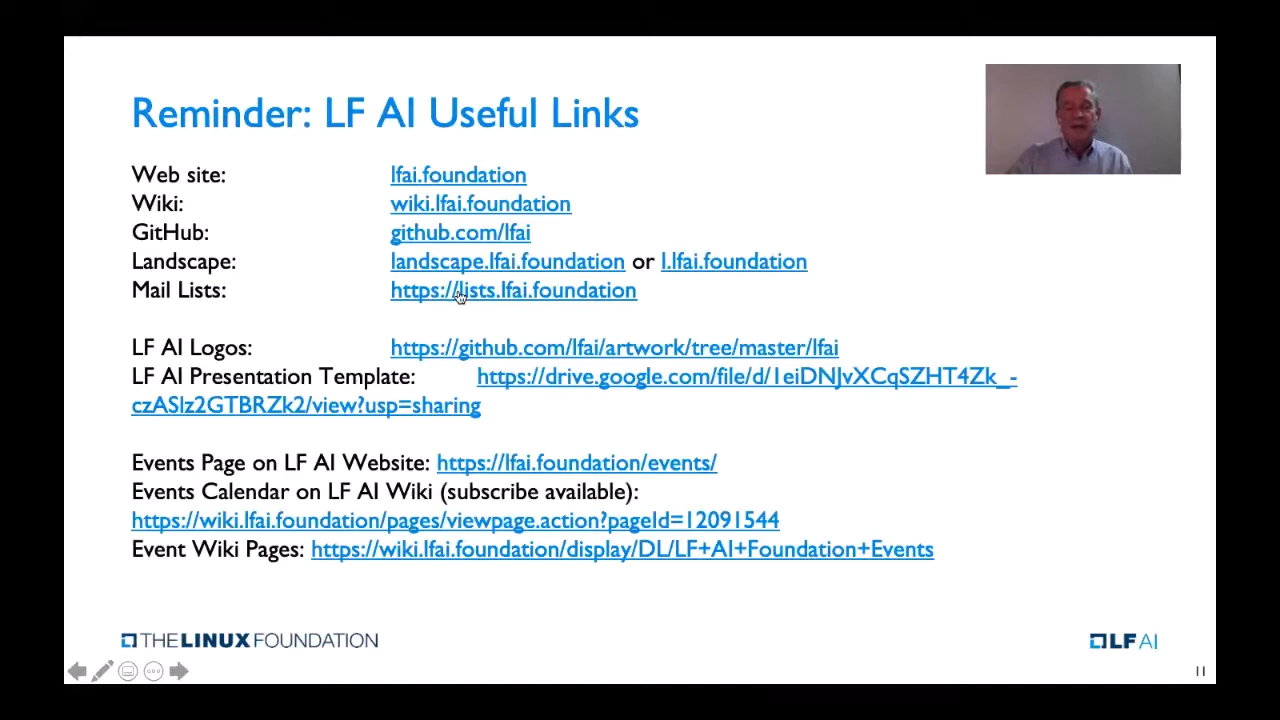 Reminder: LF AI Useful Links
Web site: lfai.foundation
Wiki: wiki.lfai.foundation
GitHub: github.com/lfai
Landscape: landscape.lfai.foundation or l.lfai.foundation
Mail Lists: https://lists.lfai.foundation
LF AI Logos: https://github.com/lfai/artwork/tree/master/lfai
LF AI Presentation Template: https://drive.google.com/file/d/1eiDNJvXCqSZHT4Zk_-
czASlz2GTBRZk2/view?usp=sharing
Events Page on LF AI Website: https://lfai.foundation/events/
Events Calendar on LF AI Wiki (subscribe available):
https://wiki.lfai.foundation/pages/viewpage.action?pageId=12091544
Event Wiki Pages: https://wiki.lfai.foundation/display/DL/LF+AI+Foundation+Events
THE LINUX FOUNDATION
LF AI
11